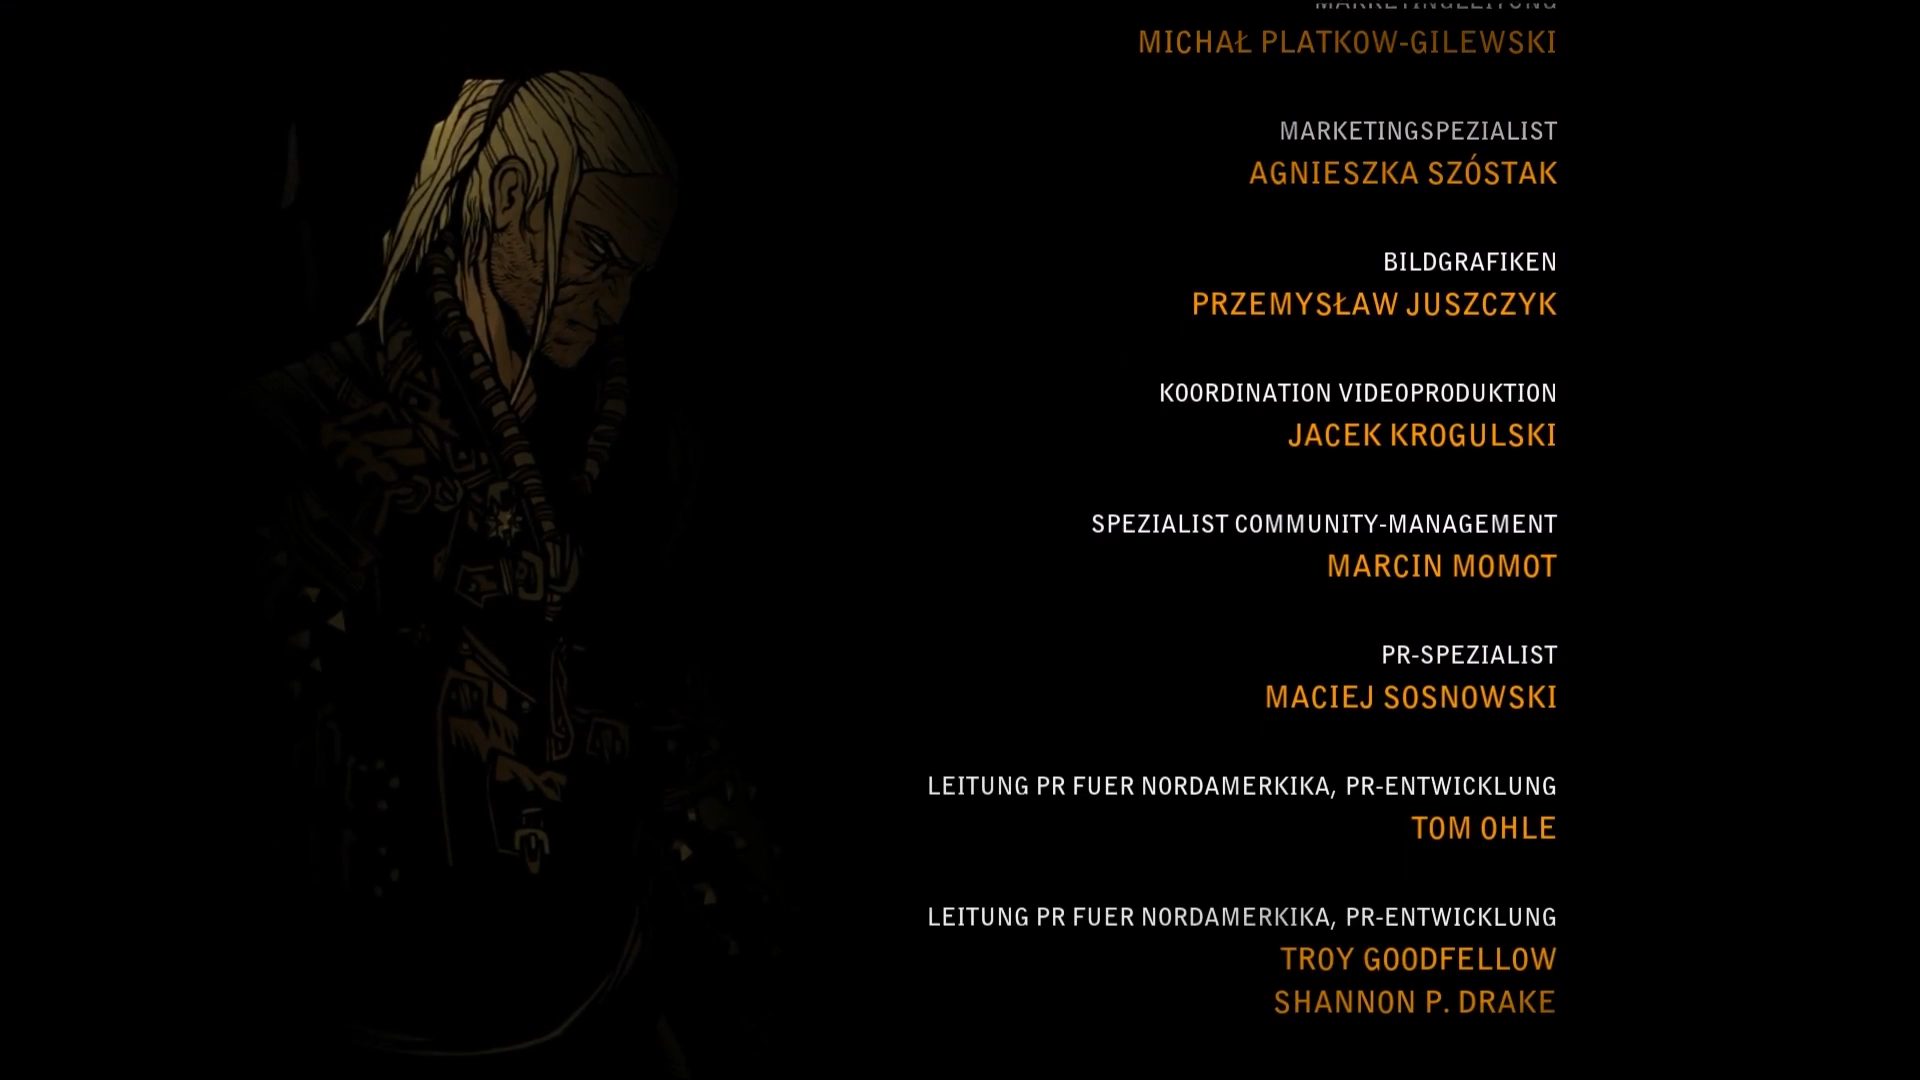 MARKETINGLEITUNG
MICHAŁ PLATKOW-GILEWSKI
MARKETINGSPEZIALIST
AGNIESZKA SZÓSTAK
BILDGRAFIKEN
PRZEMYSŁAW JUSZCZYK
KOORDINATION VIDEOPRODUKTION
JACEK KROGULSKI
SPEZIALIST COMMUNITY-MANAGEMENT
MARCIN MOMOT
PR-SPEZIALIST
MACIEJ SOSNOWSKI
LEITUNG PR FUER NORDAMERKIKA, PR-ENTWICKLUNG
TOM OHLE
LEITUNG PR FUER NORDAMERKIKA, PR-ENTWICKLUNG
TROY GOODFELLOW
SHANNON P. DRAKE